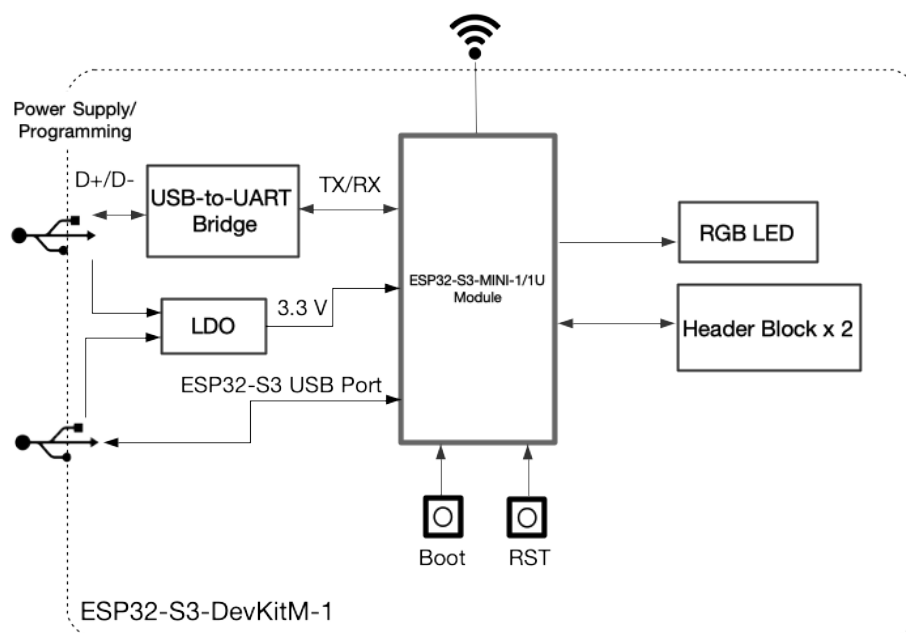 Power Supply/
Programming
D+/D-
USB-to-UART
Bridge
TX/RX
RGB LED
ESP32-S3-MINI-1/1U
Module
3.3 V
LDO
Header Block x 2
ESP32-S3 USB Port
Boot
RST
ESP32-S3-DevKitM-1